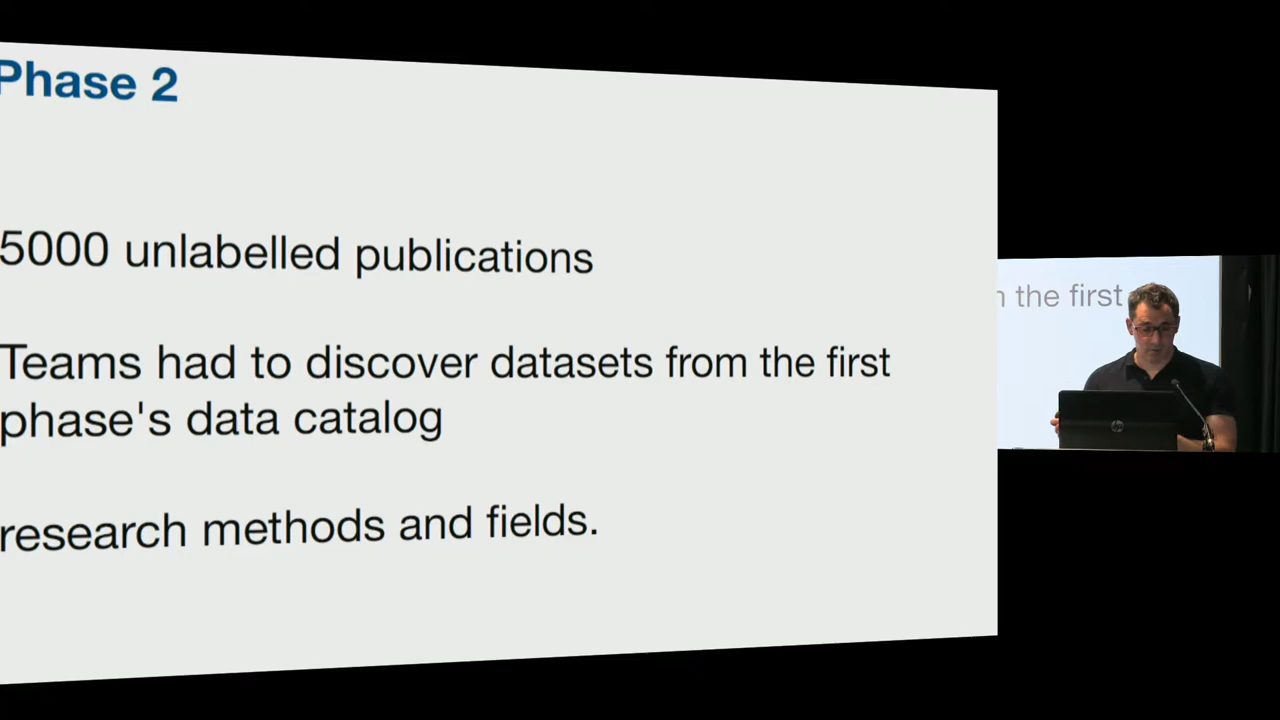 Phase 2
5000 unlabelled publications
Teams had to discover datasets from the first
phase's data catalog
research methods and fields.
the first
hp